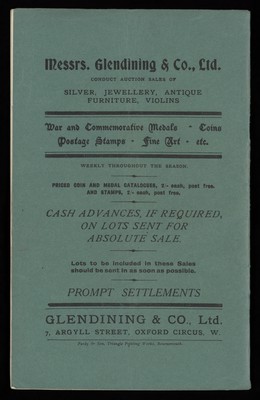 Messrs. Glendining & Co., Ltd.
CONDUCT AUCTION SALES OF
SILVER, JEWELLERY, ANTIQUE
FURNITURE, VIOLINS
War and Commemorative Medals - Coins
Postage Stamps - Fine Art - etc.
WEEKLY THROUGHOUT THE SEASON.
PRICED COIN AND MEDAL CATALOGUES, 2/- each, post free.
AND STAMPS, 1/- each, post free.
CASH ADVANCES, IF REQUIRED,
ON LOTS SENT FOR
ABSOLUTE SALE.
Lots to be included in these Sales
should be sent in as soon as possible.
PROMPT SETTLEMENTS
GLENDINING & CO., Ltd.
7, ARGYLL STREET, OXFORD CIRCUS, W.
Printing Works,